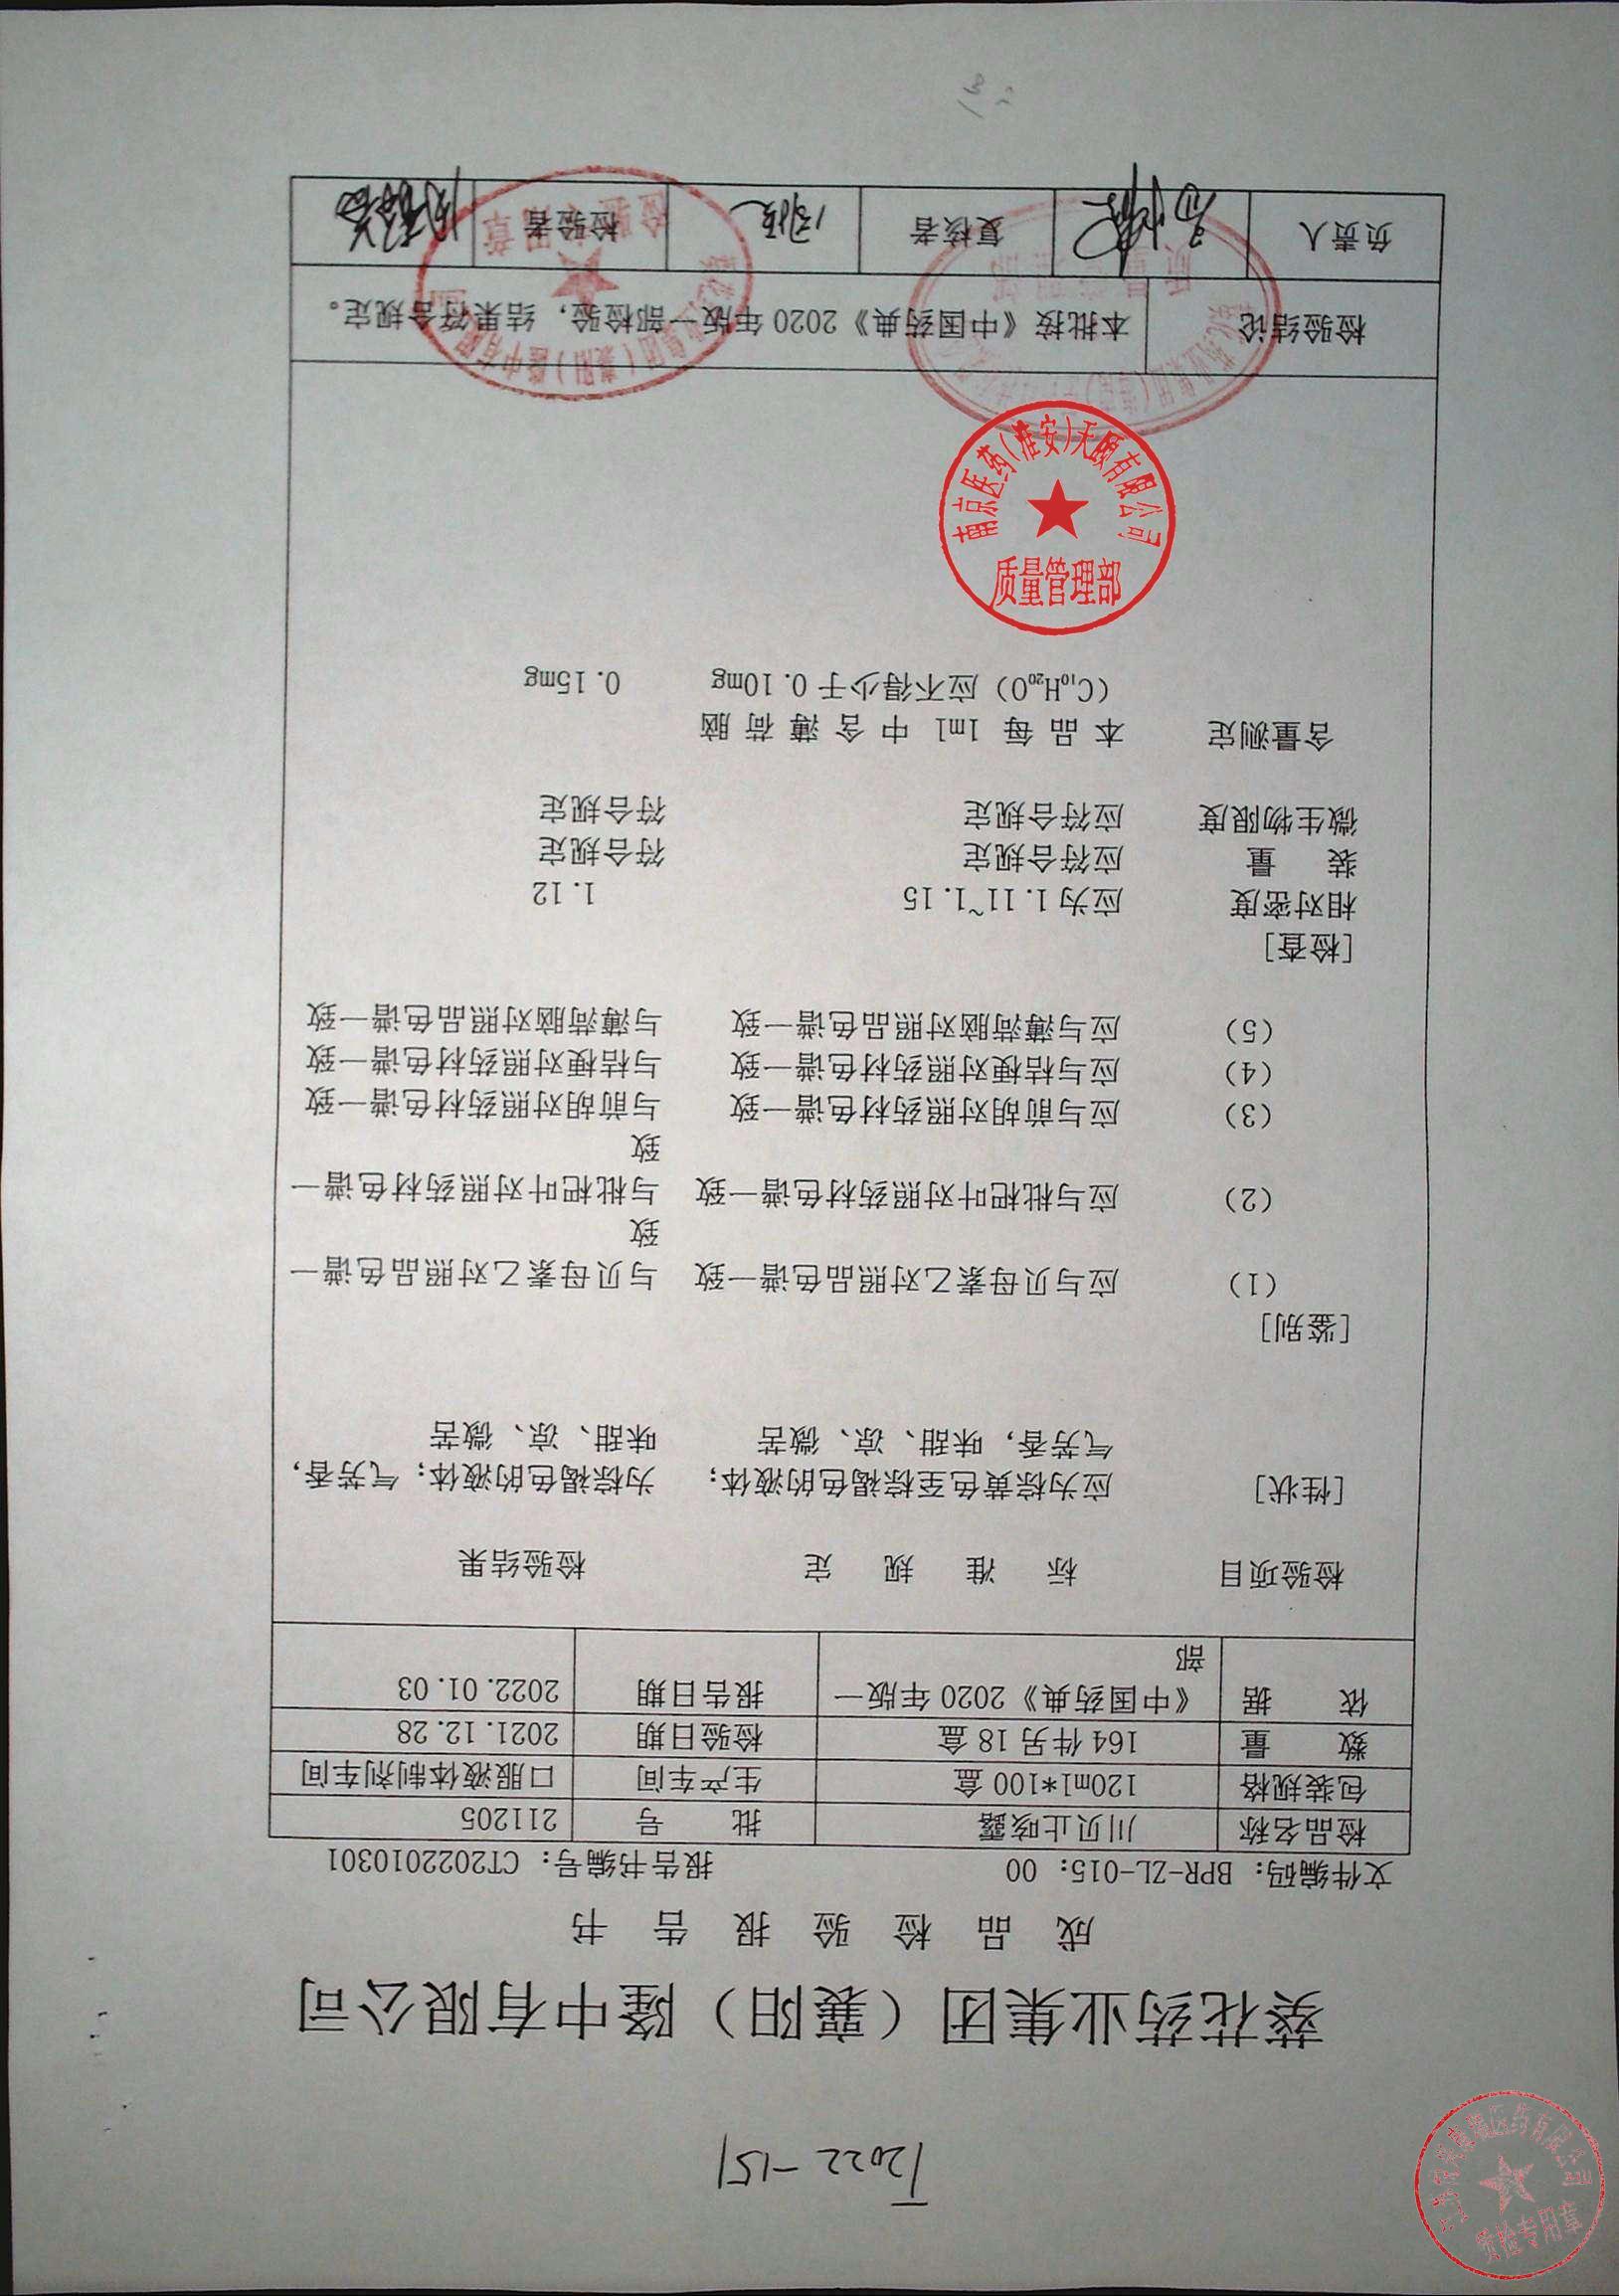 T2022-151
葵花药业集团（襄阳）隆中有限公司
成品检验报告书
文件编码：BPR-ZL-015：00 报告书编号：CT2022010301
检品名称 川贝止咳露 批 号 211205
包装规格 120ml*100盒 生产车间 口服液体制剂车间
数 量 164件另18盒 检验日期 2021.12.28
依 据 《中国药典》2020年版一 报告日期 2022.01.03
部
检验项目 标 准 规 定 检验结果
[性状] 应为棕黄色至棕褐色的液体； 为棕褐色的液体；气芳香，
气芳香，味甜、凉、微苦 味甜、凉、微苦
[鉴别]
（1） 应与贝母素乙对照品色谱一致 与贝母素乙对照品色谱一
致
（2） 应与枇杷叶对照药材色谱一致 与枇杷叶对照药材色谱一
致
（3） 应与前胡对照药材色谱一致 与前胡对照药材色谱一致
（4） 应与桔梗对照药材色谱一致 与桔梗对照药材色谱一致
（5） 应与薄荷脑对照品色谱一致 与薄荷脑对照品色谱一致
[检查]
相对密度 应为1.11~1.15 1.12
装 量 应符合规定 符合规定
微生物限度 应符合规定 符合规定
含量测定 本品每1ml中含薄荷脑
（C₁₀H₂₀O）应不得少于0.10mg 0.15mg
南京医药(淮安)天颐有限公司
质量管理部
检验结论 本批按《中国药典》2020年版一部检验，结果符合规定。
负责人 复核者 检验者
检验专用章
质检专用章